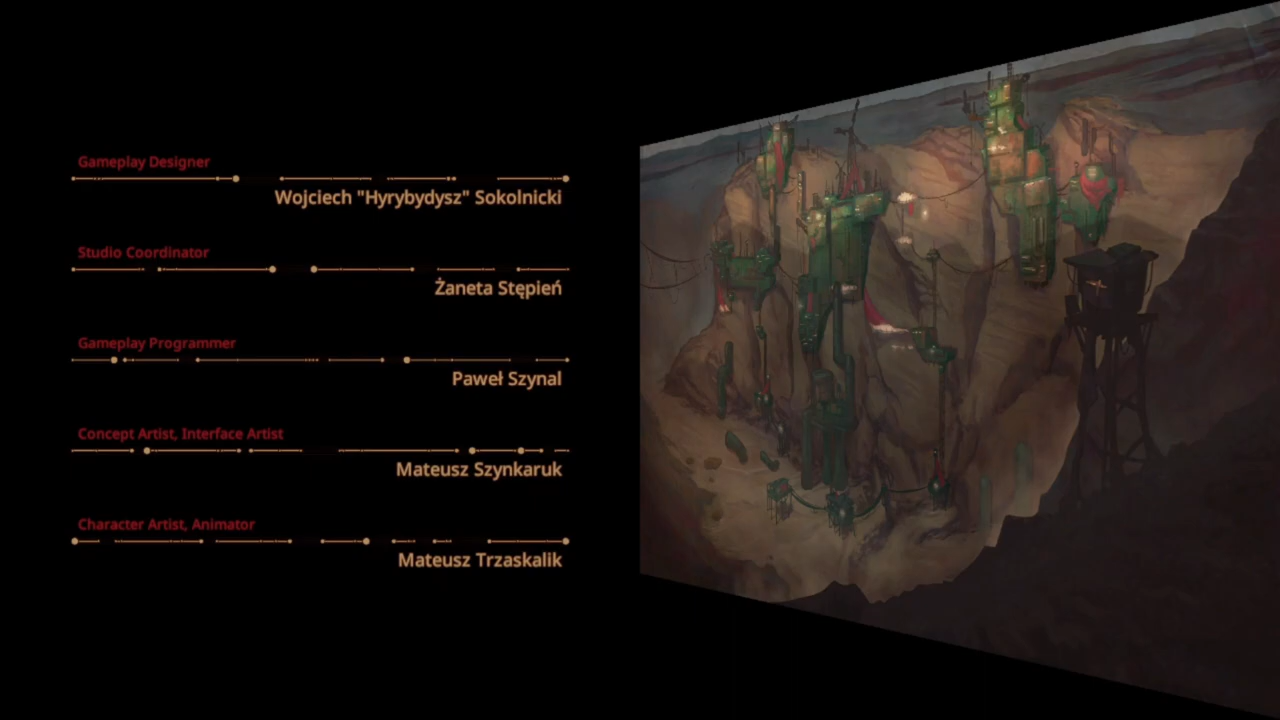 Gameplay Designer
Wojciech "Hyrybydysz" Sokolnicki
Studio Coordinator
Żaneta Stępień
Gameplay Programmer
Paweł Szynal
Concept Artist, Interface Artist
Mateusz Szynkaruk
Character Artist, Animator
Mateusz Trzaskalik